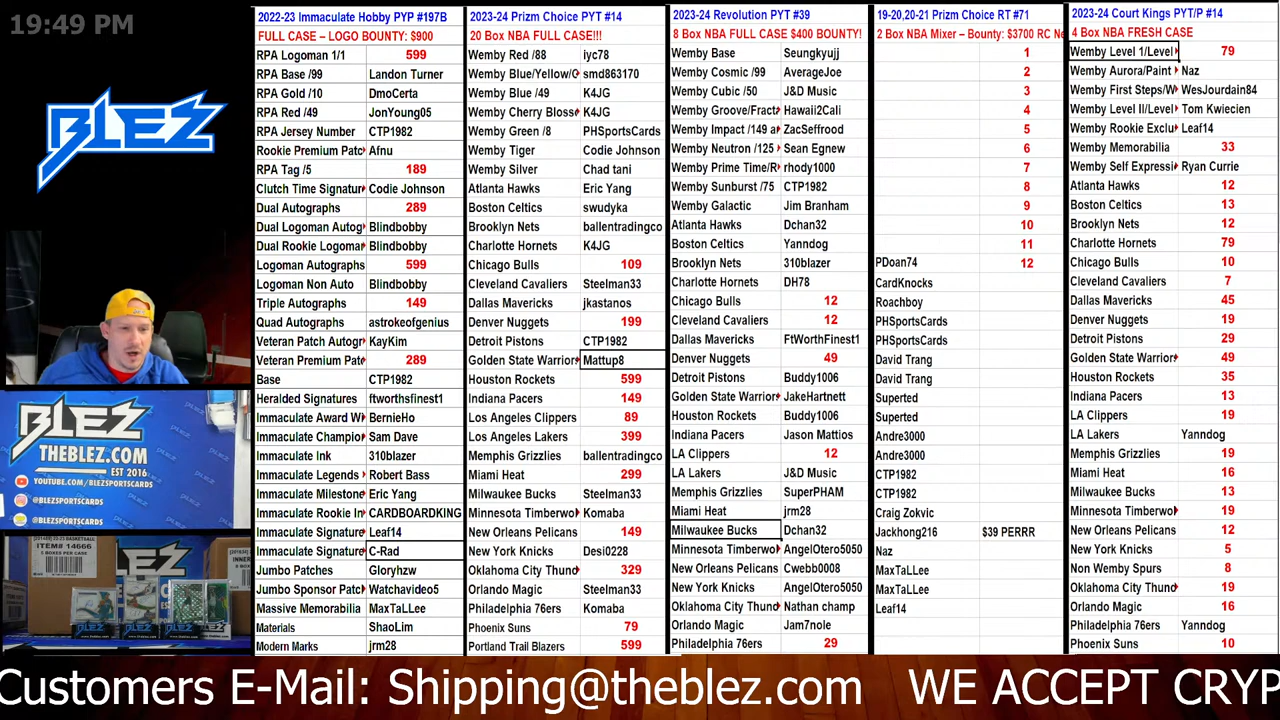 19:49 PM
BLEZ
BLEZ
THEBLEZ.COM
EST 2016
YOUTUBE.COM/BLEZSPORTSCARDS
@BLEZSPORTSCARDS
@BLEZSPORTSCARDS
ITEM# 14666
2022-23 Immaculate Hobby PYP #197B
FULL CASE – LOGO BOUNTY: $900
RPA Logoman 1/1 599
RPA Base /99 Landon Turner
RPA Gold /10 DmoCerta
RPA Red /49 JonYoung05
RPA Jersey Number CTP1982
Rookie Premium Patc Afnu
RPA Tag /5 189
Clutch Time Signatur Codie Johnson
Dual Autographs 289
Dual Logoman Autog Blindbobby
Dual Rookie Logomar Blindbobby
Logoman Autographs 599
Logoman Non Auto Blindbobby
Triple Autographs 149
Quad Autographs astrokeofgenius
Veteran Patch Autogr KayKim
Veteran Premium Pat 289
Base CTP1982
Heralded Signatures ftworthsfinest1
Immaculate Award W BernieHo
Immaculate Champio Sam Dave
Immaculate Ink 310blazer
Immaculate Legends Robert Bass
Immaculate Milestone Eric Yang
Immaculate Rookie In CARDBOARDKING
Immaculate Signature Leaf14
Immaculate Signature C-Rad
Jumbo Patches Gloryhzw
Jumbo Sponsor Patc Watchavideo5
Massive Memorabilia MaxTaLLee
Materials ShaoLim
Modern Marks jrm28
2023-24 Prizm Choice PYT #14
20 Box NBA FULL CASE!!!
Wemby Red /88 iyc78
Wemby Blue/Yellow/G smd863170
Wemby Blue /49 K4JG
Wemby Cherry Bloss K4JG
Wemby Green /8 PHSportsCards
Wemby Tiger Codie Johnson
Wemby Silver Chad tani
Atlanta Hawks Eric Yang
Boston Celtics swudyka
Brooklyn Nets ballentradingco
Charlotte Hornets K4JG
Chicago Bulls 109
Cleveland Cavaliers Steelman33
Dallas Mavericks jkastanos
Denver Nuggets 199
Detroit Pistons CTP1982
Golden State Warrior Mattup8
Houston Rockets 599
Indiana Pacers 149
Los Angeles Clippers 89
Los Angeles Lakers 399
Memphis Grizzlies ballentradingco
Miami Heat 299
Milwaukee Bucks Steelman33
Minnesota Timberwol Komaba
New Orleans Pelicans 149
New York Knicks Desi0228
Oklahoma City Thund 329
Orlando Magic Steelman33
Philadelphia 76ers Komaba
Phoenix Suns 79
Portland Trail Blazers 599
2023-24 Revolution PYT #39
8 Box NBA FULL CASE $400 BOUNTY!
Wemby Base Seungkyujj
Wemby Cosmic /99 AverageJoe
Wemby Cubic /50 J&D Music
Wemby Groove/Fract Hawaii2Cali
Wemby Impact /149 a ZacSeffrood
Wemby Neutron /125 Sean Egnew
Wemby Prime Time/R rhody1000
Wemby Sunburst /75 CTP1982
Wemby Galactic Jim Branham
Atlanta Hawks Dchan32
Boston Celtics Yanndog
Brooklyn Nets 310blazer
Charlotte Hornets DH78
Chicago Bulls 12
Cleveland Cavaliers 12
Dallas Mavericks FtWorthFinest1
Denver Nuggets 49
Detroit Pistons Buddy1006
Golden State Warrior JakeHartnett
Houston Rockets Buddy1006
Indiana Pacers Jason Mattios
LA Clippers 12
LA Lakers J&D Music
Memphis Grizzlies SuperPHAM
Miami Heat jrm28
Milwaukee Bucks Dchan32
Minnesota Timberwo AngelOtero5050
New Orleans Pelicans Cwebb0008
New York Knicks AngelOtero5050
Oklahoma City Thund Nathan champ
Orlando Magic Jam7nole
Philadelphia 76ers 29
19-20,20-21 Prizm Choice RT #71
2 Box NBA Mixer – Bounty: $3700 RC Ne
1
2
3
4
5
6
7
8
9
10
11
PDoan74 12
CardKnocks
Roachboy
PHSportsCards
PHSportsCards
David Trang
David Trang
Superted
Superted
Andre3000
Andre3000
CTP1982
CTP1982
Craig Zokvic
Jackhong216 $39 PERRR
Naz
MaxTaLLee
MaxTaLLee
Leaf14
2023-24 Court Kings PYT/P #14
4 Box NBA FRESH CASE
Wemby Level 1/Level 79
Wemby Aurora/Paint Naz
Wemby First Steps/W WesJourdain84
Wemby Level II/Level Tom Kwiecien
Wemby Rookie Exclu Leaf14
Wemby Memorabilia 33
Wemby Self Expressi Ryan Currie
Atlanta Hawks 12
Boston Celtics 13
Brooklyn Nets 12
Charlotte Hornets 79
Chicago Bulls 10
Cleveland Cavaliers 7
Dallas Mavericks 45
Denver Nuggets 19
Detroit Pistons 29
Golden State Warrior 49
Houston Rockets 35
Indiana Pacers 13
LA Clippers 19
LA Lakers Yanndog
Memphis Grizzlies 19
Miami Heat 16
Milwaukee Bucks 13
Minnesota Timberwo 19
New Orleans Pelicans 12
New York Knicks 5
Non Wemby Spurs 8
Oklahoma City Thund 19
Orlando Magic 16
Philadelphia 76ers Yanndog
Phoenix Suns 10
Customers E-Mail: Shipping@theblez.com WE ACCEPT CRYP